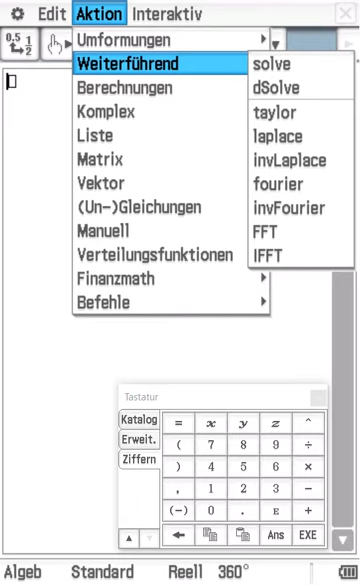 Edit Aktion Interaktiv
0.5 1 2
Umformungen
Weiterführend
Berechnungen
Komplex
Liste
Matrix
Vektor
(Un-)Gleichungen
Manuell
Verteilungsfunktionen
Finanzmath
Befehle
solve
dSolve
taylor
laplace
invLaplace
fourier
invFourier
FFT
IFFT
Tastatur
Katalog = x y z ^
Erweit. ( 7 8 9 ÷
Ziffern ) 4 5 6 ×
, 1 2 3 −
(−) 0 . E +
Ans EXE
Algeb Standard Reell 360°